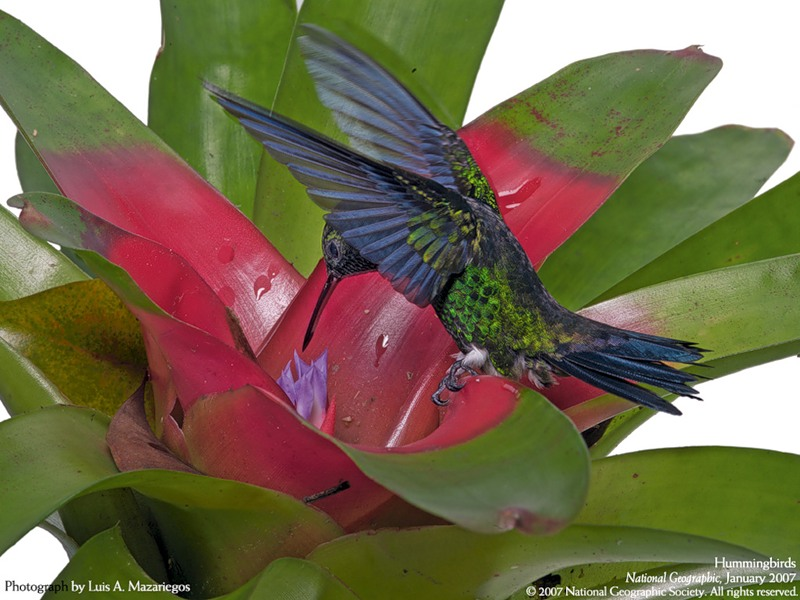 Photograph by Luis A. Mazariegos
Hummingbirds
National Geographic, January 2007
© 2007 National Geographic Society. All rights reserved.